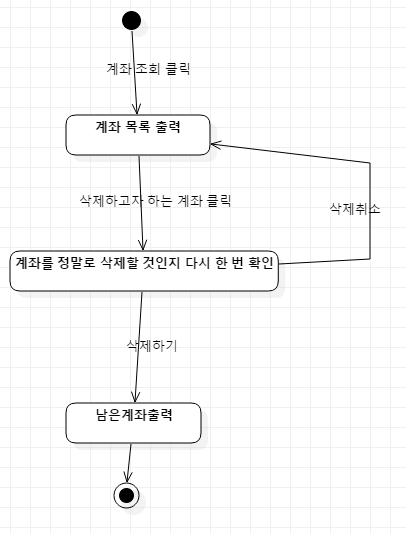 계좌 조회 클릭
계좌 목록 출력
삭제하고자 하는 계좌 클릭
삭제취소
계좌를 정말로 삭제할 것인지 다시 한 번 확인
삭제하기
남은계좌출력